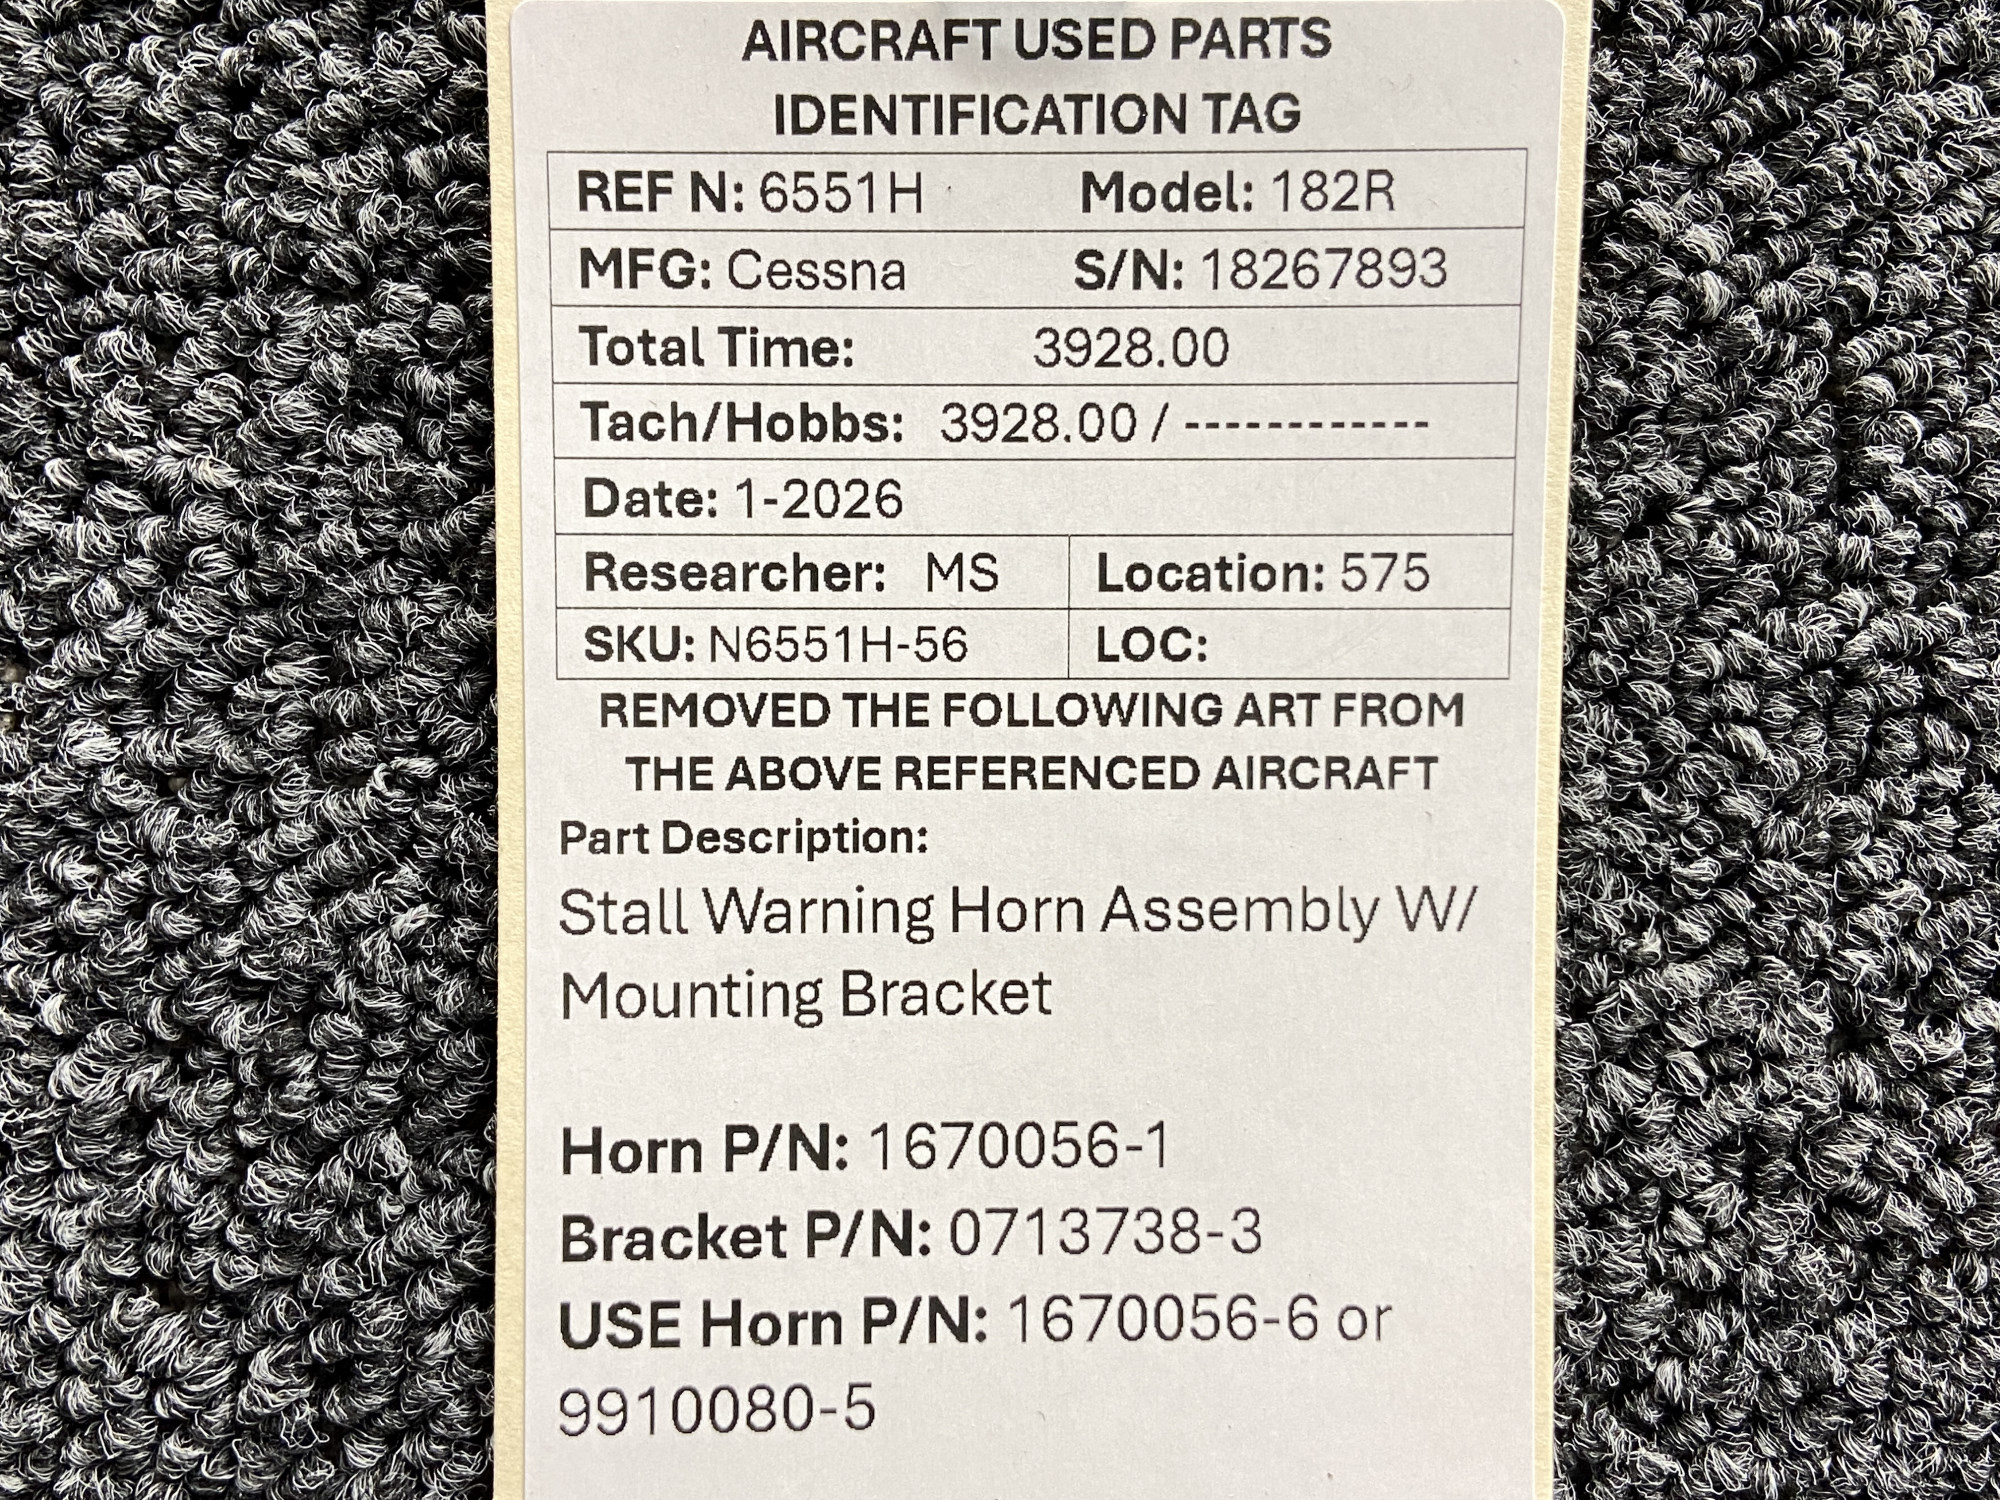 AIRCRAFT USED PARTS
IDENTIFICATION TAG
REF N: 6551H Model: 182R
MFG: Cessna S/N: 18267893
Total Time: 3928.00
Tach/Hobbs: 3928.00 / ------------
Date: 1-2026
Researcher: MS Location: 575
SKU: N6551H-56 LOC:
REMOVED THE FOLLOWING ART FROM
THE ABOVE REFERENCED AIRCRAFT
Part Description:
Stall Warning Horn Assembly W/
Mounting Bracket
Horn P/N: 1670056-1
Bracket P/N: 0713738-3
USE Horn P/N: 1670056-6 or
9910080-5